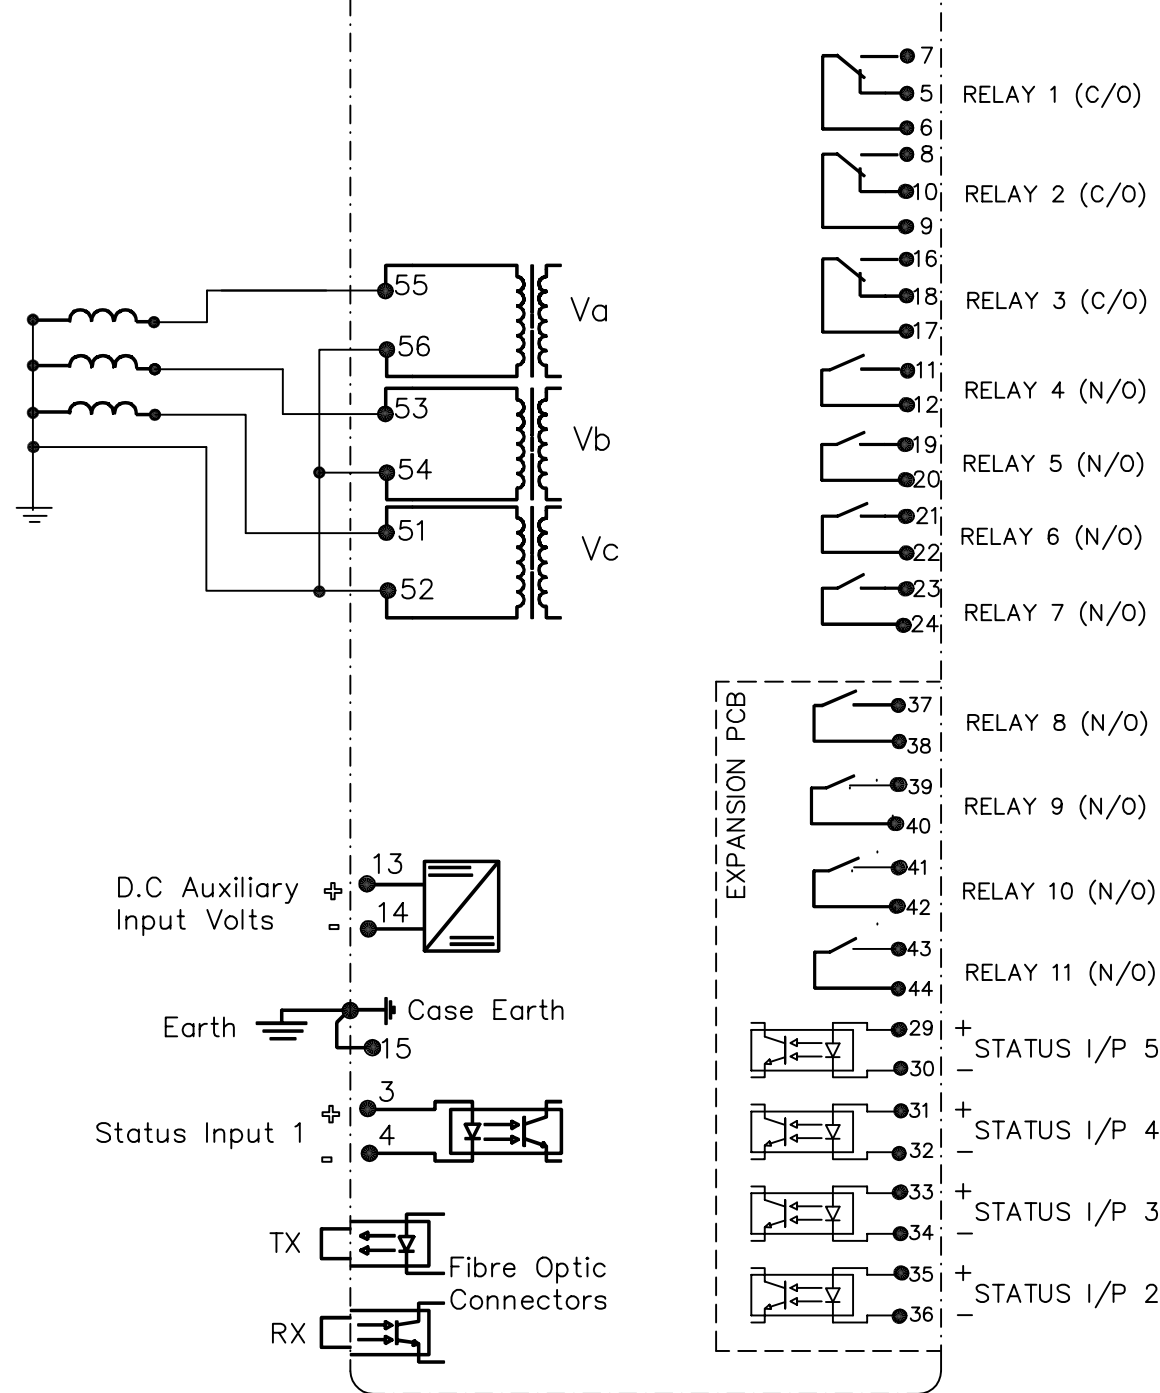 7
5
6
RELAY 1 (C/O)
8
10
9
RELAY 2 (C/O)
16
18
17
RELAY 3 (C/O)
11
12
RELAY 4 (N/O)
19
20
RELAY 5 (N/O)
21
22
RELAY 6 (N/O)
23
24
RELAY 7 (N/O)
55
56
Va
53
54
Vb
51
52
Vc
EXPANSION PCB
37
38
RELAY 8 (N/O)
39
40
RELAY 9 (N/O)
41
42
RELAY 10 (N/O)
43
44
RELAY 11 (N/O)
29 +
30 −
STATUS I/P 5
31 +
32 −
STATUS I/P 4
33 +
34 −
STATUS I/P 3
35 +
36 −
STATUS I/P 2
D.C Auxiliary
Input Volts
+ 13
- 14
Earth
Case Earth
15
Status Input 1
+ 3
- 4
TX
RX
Fibre Optic
Connectors